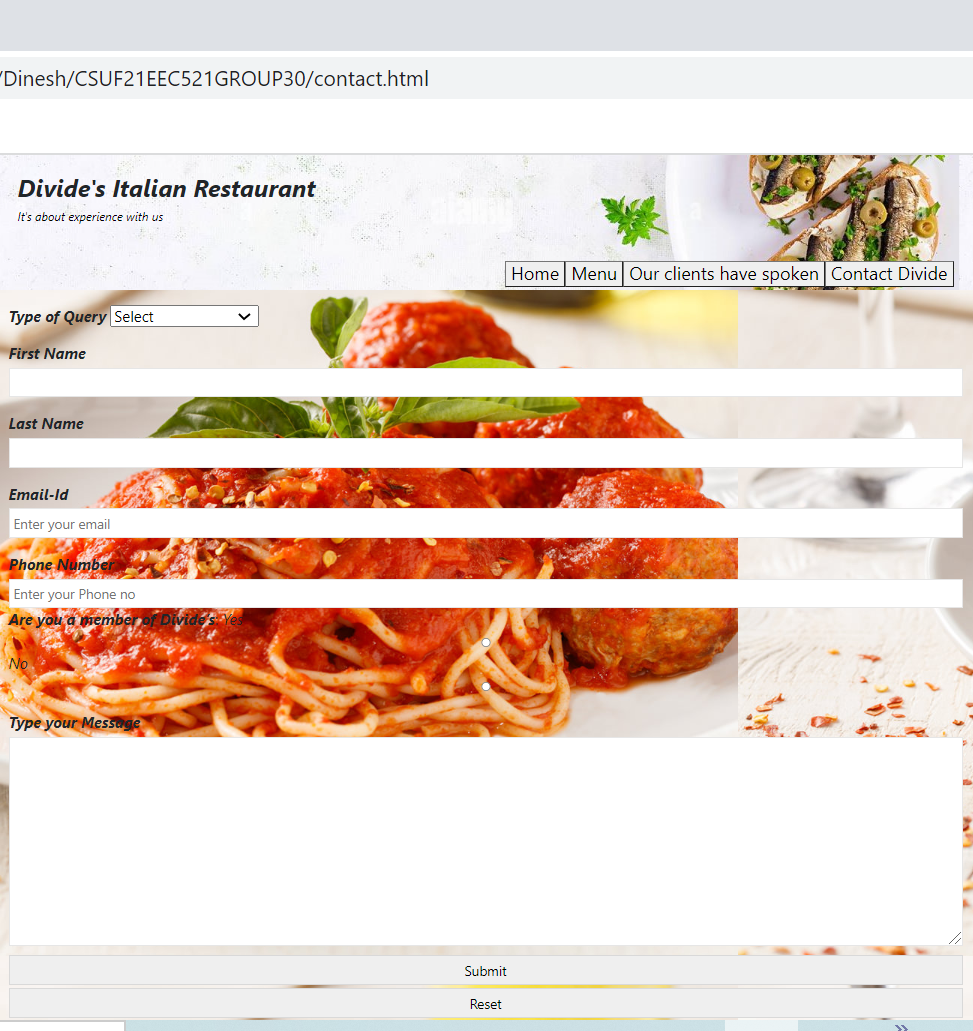 /Dinesh/CSUF21EEC521GROUP30/contact.html
Divide's Italian Restaurant
It's about experience with us
Home Menu Our clients have spoken Contact Divide
Type of Query Select
First Name
Last Name
Email-Id
Enter your email
Phone Number
Enter your Phone no
Are you a member of Divide's Yes
No
Type your Message
Submit
Reset